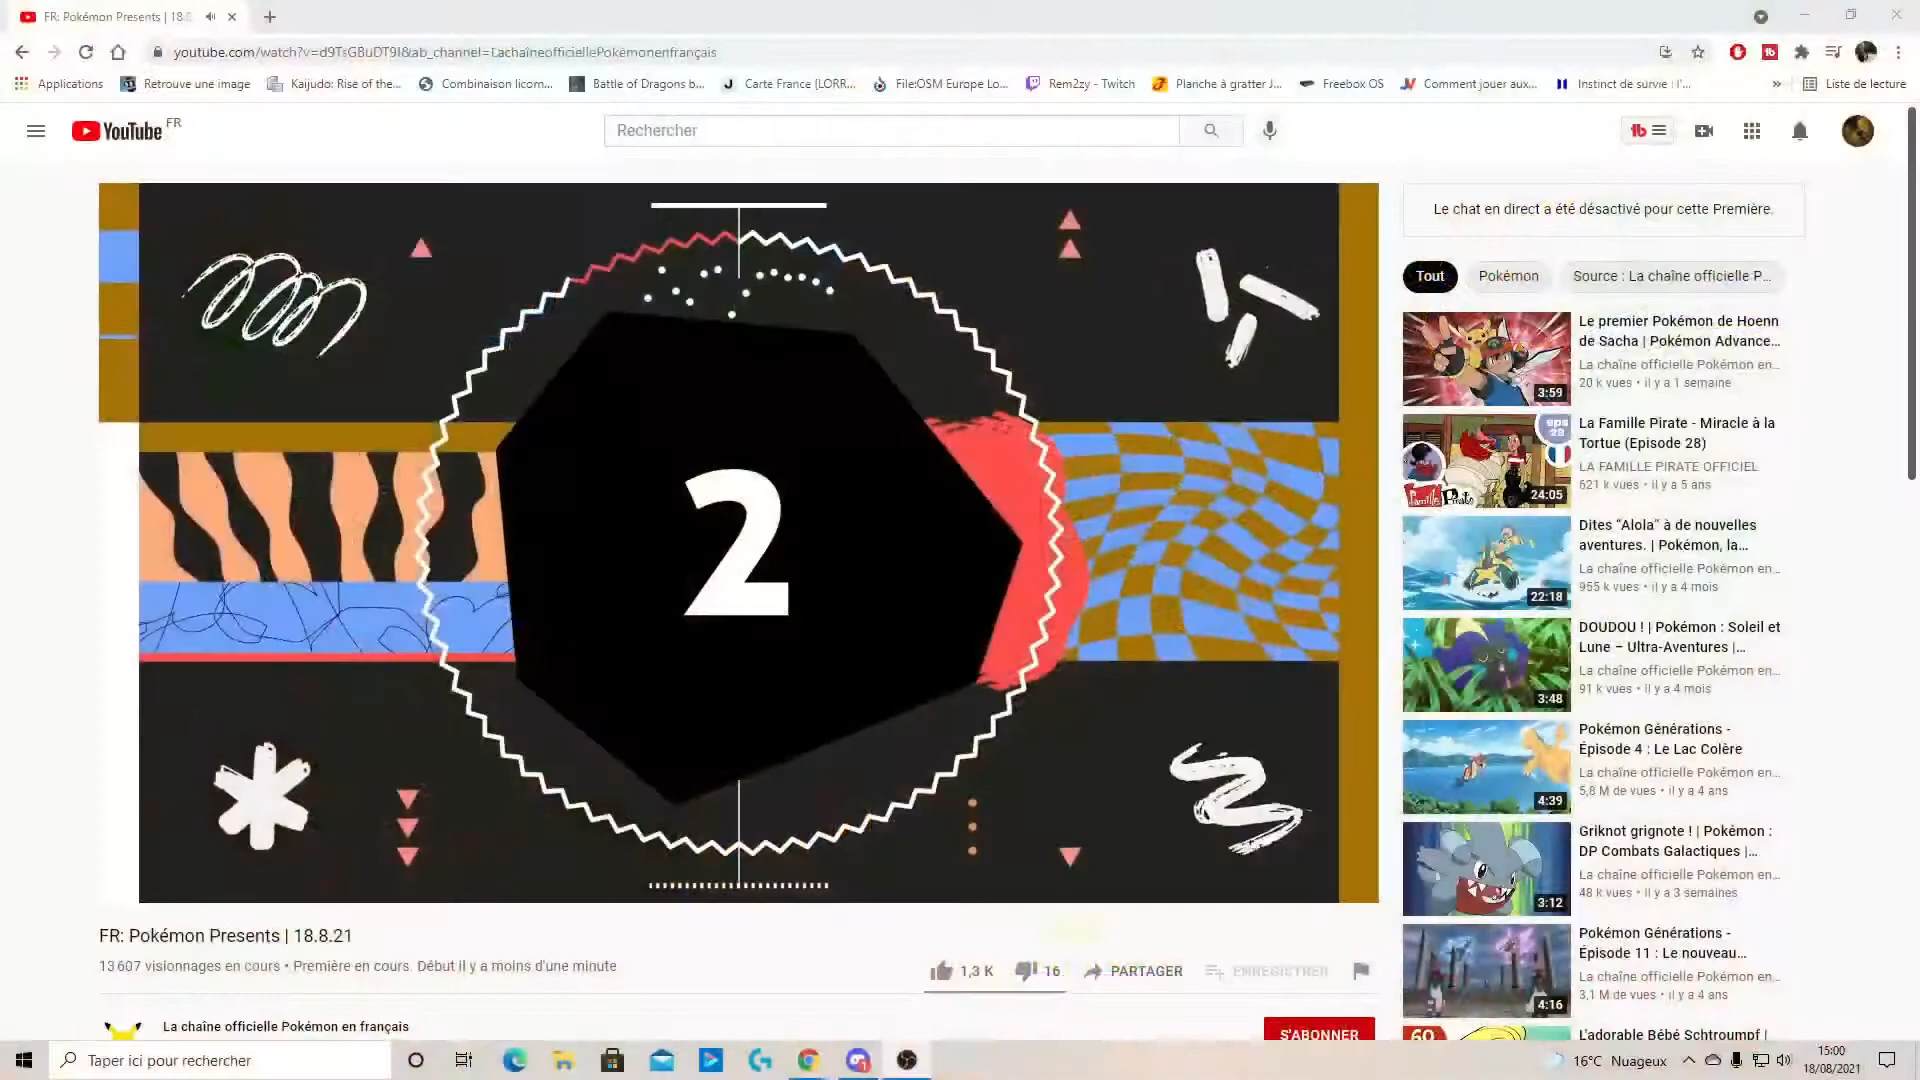 FR: Pokémon Presents | 18.8
youtube.com/watch?v=d9TsGBuDT9I&ab_channel=LachaîneofficiellePokémonenfrançais
Applications
Retrouve une image
Kaijudo: Rise of the...
Combinaison licorn...
Battle of Dragons b...
Carte France [LORR...
File:OSM Europe Lo...
Rem2zy - Twitch
Planche à gratter J...
Freebox OS
Comment jouer aux...
Instinct de survie : l'...
»
Liste de lecture
YouTube FR
Rechercher
Le chat en direct a été désactivé pour cette Première.
Tout
Pokémon
Source : La chaîne officielle P...
2
Le premier Pokémon de Hoenn
de Sacha | Pokémon Advance...
La chaîne officielle Pokémon en...
20 k vues • il y a 1 semaine
3:59
eps
28
Famille Pirate
La Famille Pirate - Miracle à la
Tortue (Episode 28)
LA FAMILLE PIRATE OFFICIEL
621 k vues • il y a 5 ans
24:05
Dites “Alola” à de nouvelles
aventures. | Pokémon, la...
La chaîne officielle Pokémon en...
955 k vues • il y a 4 mois
22:18
DOUDOU ! | Pokémon : Soleil et
Lune – Ultra-Aventures |...
La chaîne officielle Pokémon en...
91 k vues • il y a 4 mois
3:48
Pokémon Générations -
Épisode 4 : Le Lac Colère
La chaîne officielle Pokémon en...
5,8 M de vues • il y a 4 ans
4:39
Griknot grignote ! | Pokémon :
DP Combats Galactiques |...
La chaîne officielle Pokémon en...
48 k vues • il y a 3 semaines
3:12
Pokémon Générations -
Épisode 11 : Le nouveau...
La chaîne officielle Pokémon en...
3,1 M de vues • il y a 4 ans
4:16
60
L'adorable Bébé Schtroumpf |
FR: Pokémon Presents | 18.8.21
13 607 visionnages en cours • Première en cours. Début il y a moins d'une minute
1,3 K
16
PARTAGER
ENREGISTRER
La chaîne officielle Pokémon en français
S'ABONNER
Taper ici pour rechercher
16°C Nuageux
15:00
18/08/2021